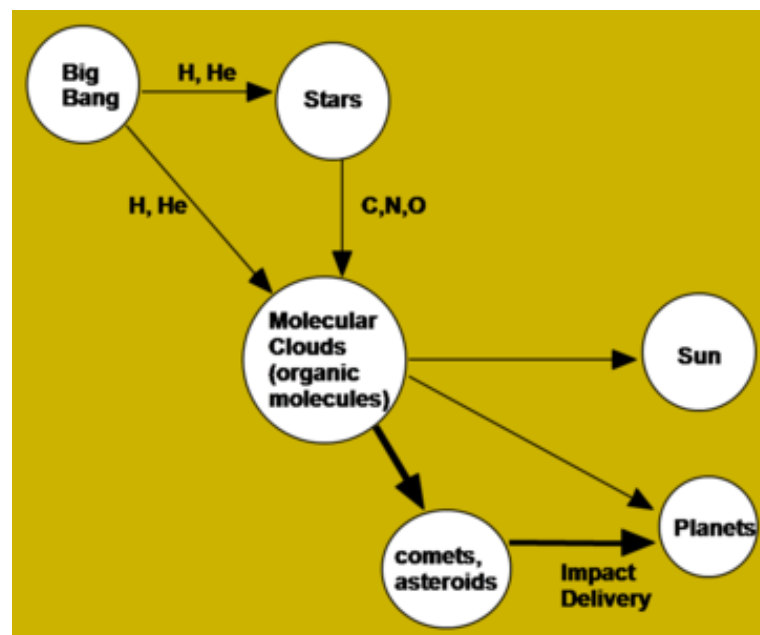 Big
Bang
H, He
Stars
H, He
C,N,O
Molecular
Clouds
(organic
molecules)
Sun
Planets
comets,
asteroids
Impact
Delivery